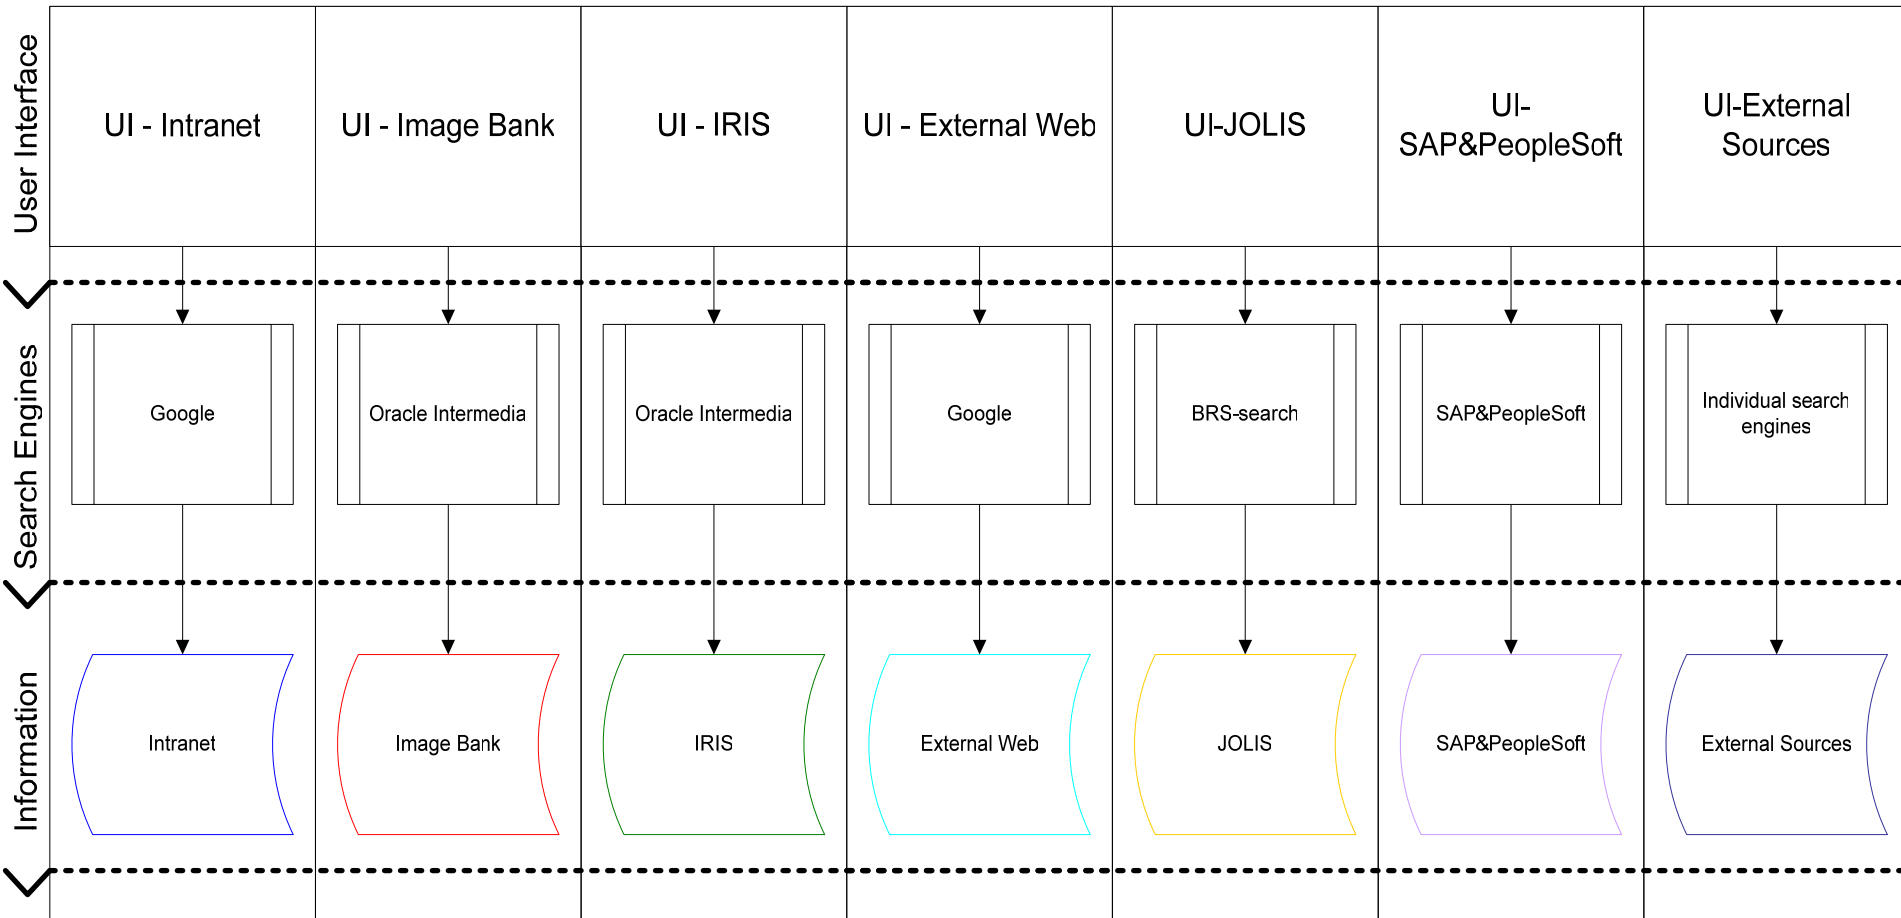 User Interface
UI - Intranet
UI - Image Bank
UI - IRIS
UI - External Web
UI-JOLIS
UI-
SAP&PeopleSoft
UI-External
Sources
Search Engines
Google
Oracle Intermedia
Oracle Intermedia
Google
BRS-search
SAP&PeopleSoft
Individual search
engines
Information
Intranet
Image Bank
IRIS
External Web
JOLIS
SAP&PeopleSoft
External Sources